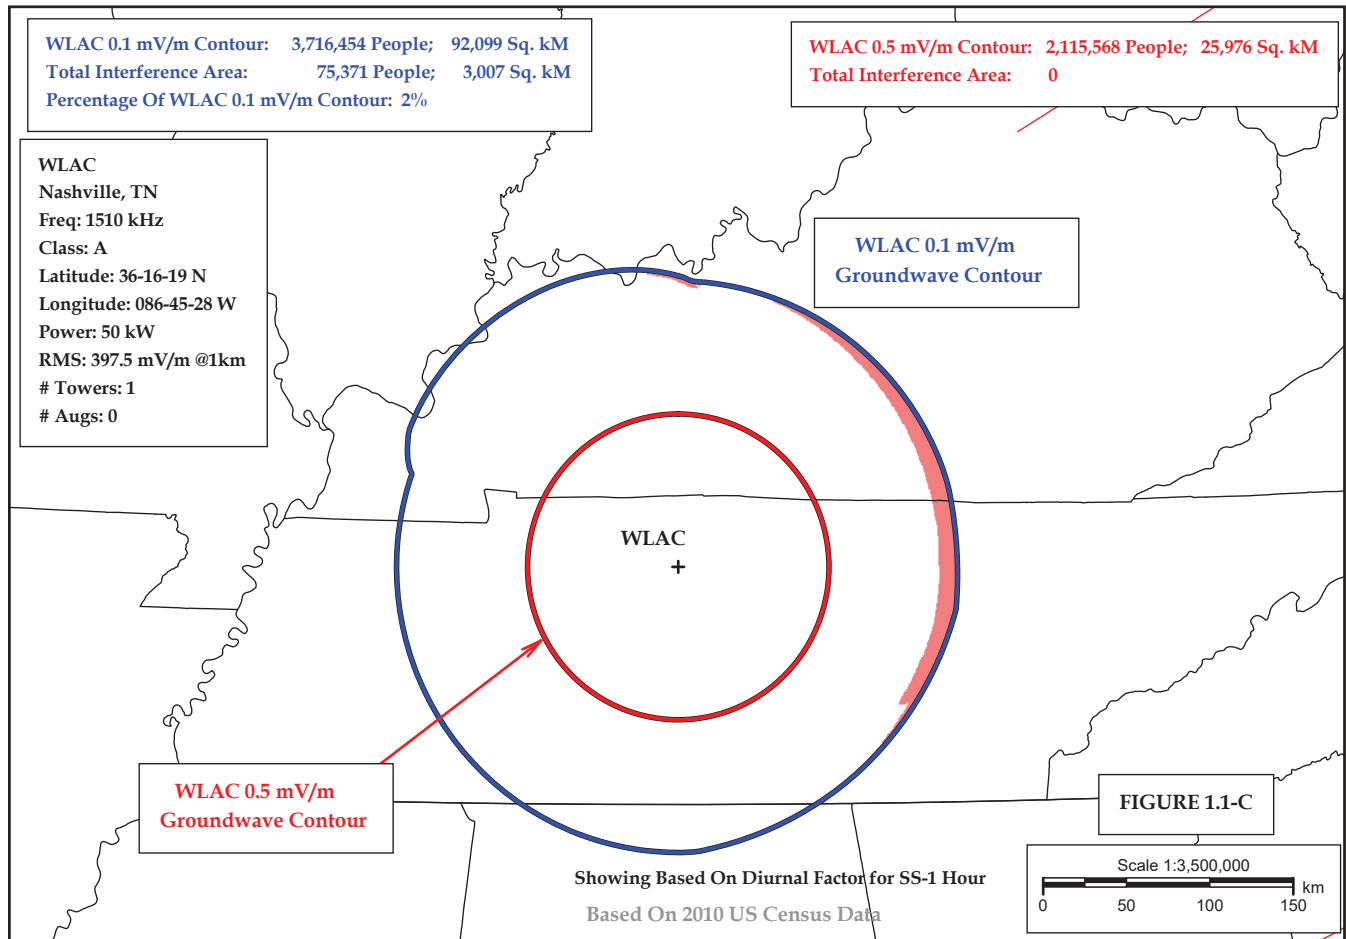 WLAC 0.1 mV/m Contour: 3,716,454 People; 92,099 Sq. kM
Total Interference Area: 75,371 People; 3,007 Sq. kM
Percentage Of WLAC 0.1 mV/m Contour: 2%
WLAC 0.5 mV/m Contour: 2,115,568 People; 25,976 Sq. kM
Total Interference Area: 0
WLAC
Nashville, TN
Freq: 1510 kHz
Class: A
Latitude: 36-16-19 N
Longitude: 086-45-28 W
Power: 50 kW
RMS: 397.5 mV/m @1km
# Towers: 1
# Augs: 0
WLAC 0.1 mV/m
Groundwave Contour
WLAC
WLAC 0.5 mV/m
Groundwave Contour
FIGURE 1.1-C
Showing Based On Diurnal Factor for SS-1 Hour
Based On 2010 US Census Data
Scale 1:3,500,000
km
0 50 100 150